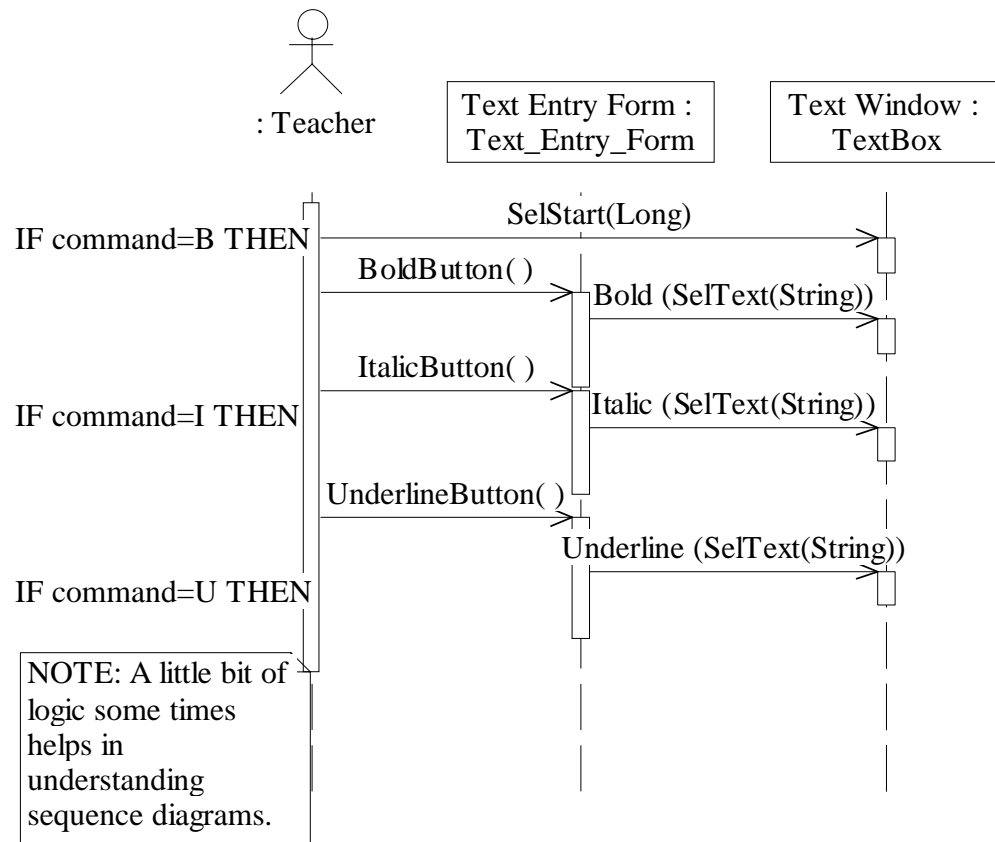 : Teacher
Text Entry Form :
Text_Entry_Form
Text Window :
TextBox
SelStart(Long)
IF command=B THEN
BoldButton( )
Bold (SelText(String))
ItalicButton( )
Italic (SelText(String))
IF command=I THEN
UnderlineButton( )
Underline (SelText(String))
IF command=U THEN
NOTE: A little bit of
logic some times
helps in
understanding
sequence diagrams.